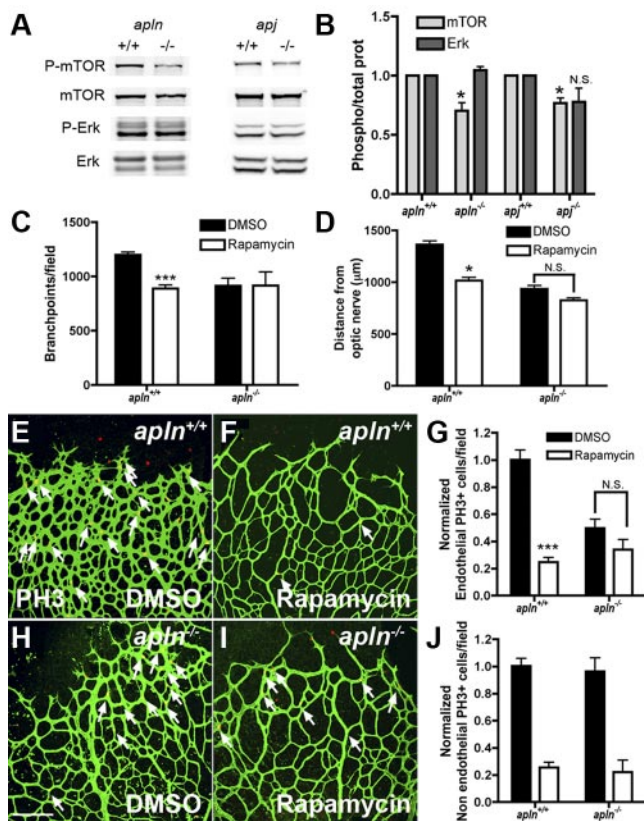 A
apln
apj
+/+ -/- +/+ -/-
P-mTOR
mTOR
P-Erk
Erk
B
mTOR
Erk
Phospho/total prot
1.5
1.0
0.5
0
*
*
N.S.
apln+/+
apln-/-
apj+/+
apj-/-
C
DMSO
Rapamycin
Branchpoints/field
1500
1000
500
0
***
apln+/+
apln-/-
D
DMSO
Rapamycin
Distance from
optic nerve (μm)
1500
1000
500
0
*
N.S.
apln+/+
apln-/-
E
apln+/+
PH3
DMSO
F
apln+/+
Rapamycin
G
DMSO
Rapamycin
Normalized
Endothelial PH3+ cells/field
1.2
1.0
0.8
0.6
0.4
0.2
0
***
N.S.
apln+/+
apln-/-
H
apln-/-
DMSO
I
apln-/-
Rapamycin
J
Normalized
Non endothelial PH3+ cells/field
1.2
1.0
0.8
0.6
0.4
0.2
0.0
apln+/+
apln-/-